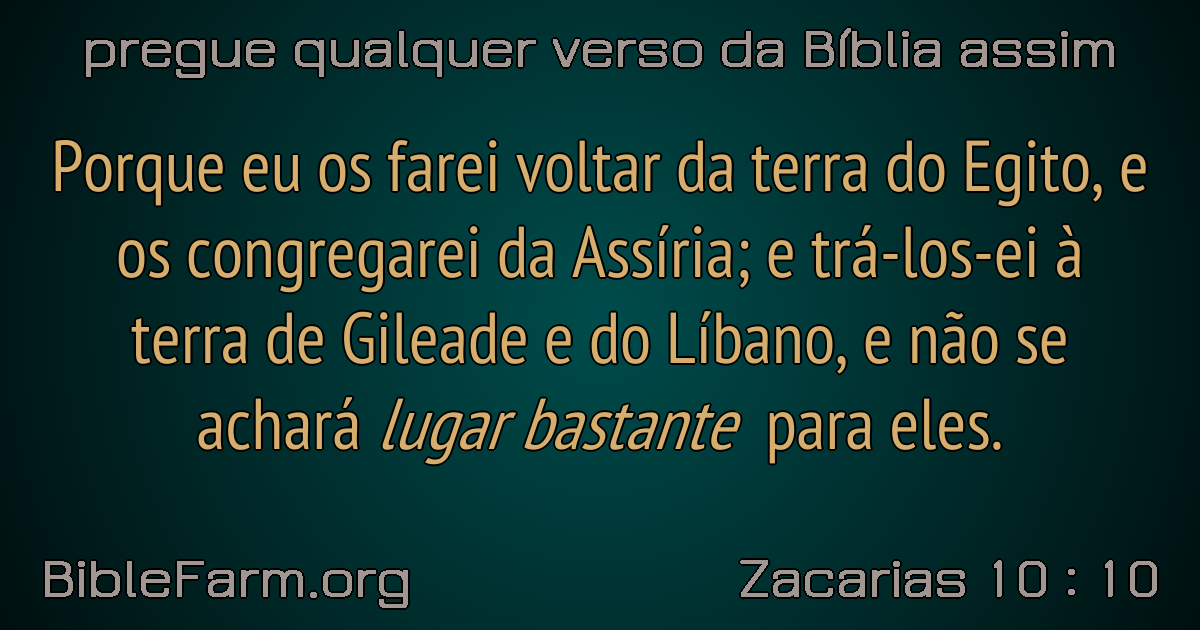 pregue qualquer verso da Bíblia assim
Porque eu os farei voltar da terra do Egito, e
os congregarei da Assíria; e trá-los-ei à
terra de Gileade e do Líbano, e não se
achará lugar bastante para eles.
BibleFarm.org
Zacarias 10 : 10